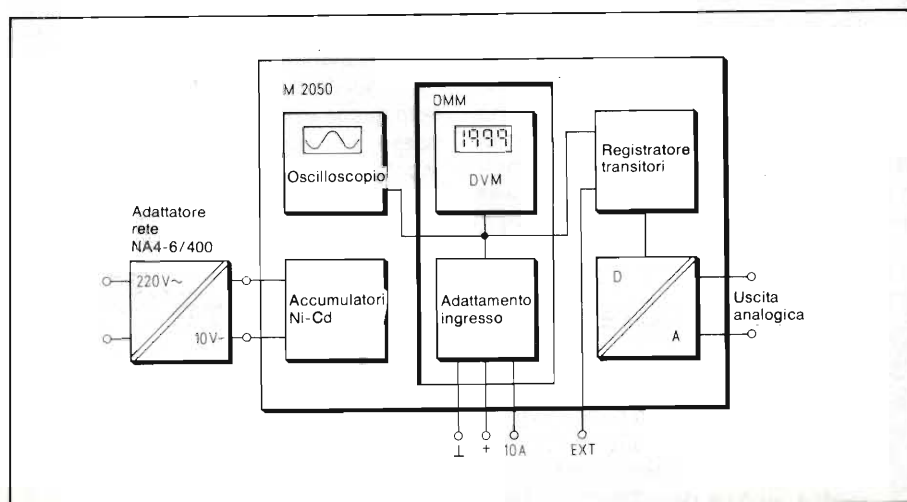 M 2050
DMM
1999
DVM
Oscilloscopio
Registratore
transitori
Adattatore
rete
NA4-6/400
220V~
10V-
Accumulatori
Ni-Cd
Adattamento
ingresso
D
A
Uscita
analogica
⊥
+
10A
EXT